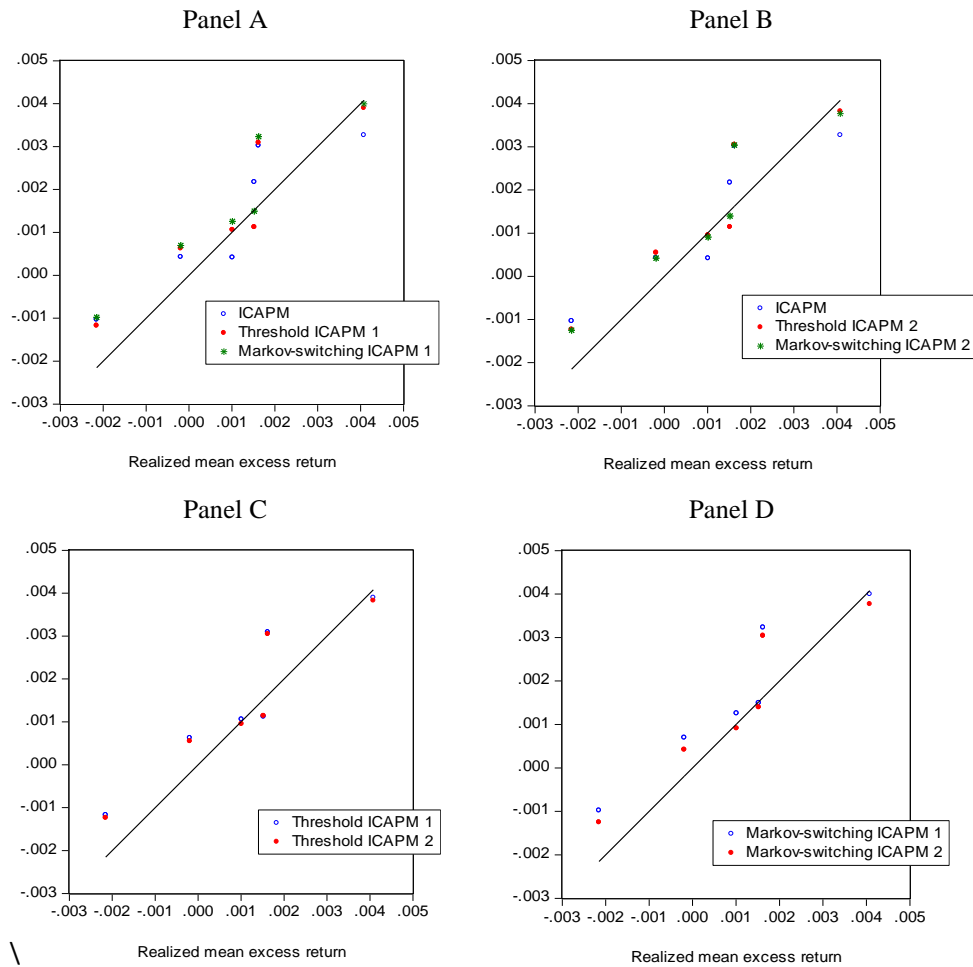 Panel A
.005
.004
.003
.002
.001
.000
-.001
-.002
-.003
-.003 -.002 -.001 .000 .001 .002 .003 .004 .005
Realized mean excess return
ICAPM
Threshold ICAPM 1
Markov-switching ICAPM 1
Panel B
.005
.004
.003
.002
.001
.000
-.001
-.002
-.003
-.003 -.002 -.001 .000 .001 .002 .003 .004 .005
Realized mean excess return
ICAPM
Threshold ICAPM 2
Markov-switching ICAPM 2
Panel C
.005
.004
.003
.002
.001
.000
-.001
-.002
-.003
-.003 -.002 -.001 .000 .001 .002 .003 .004 .005
Realized mean excess return
Threshold ICAPM 1
Threshold ICAPM 2
\
Panel D
.005
.004
.003
.002
.001
.000
-.001
-.002
-.003
-.003 -.002 -.001 .000 .001 .002 .003 .004 .005
Realized mean excess return
Markov-switching ICAPM 1
Markov-switching ICAPM 2